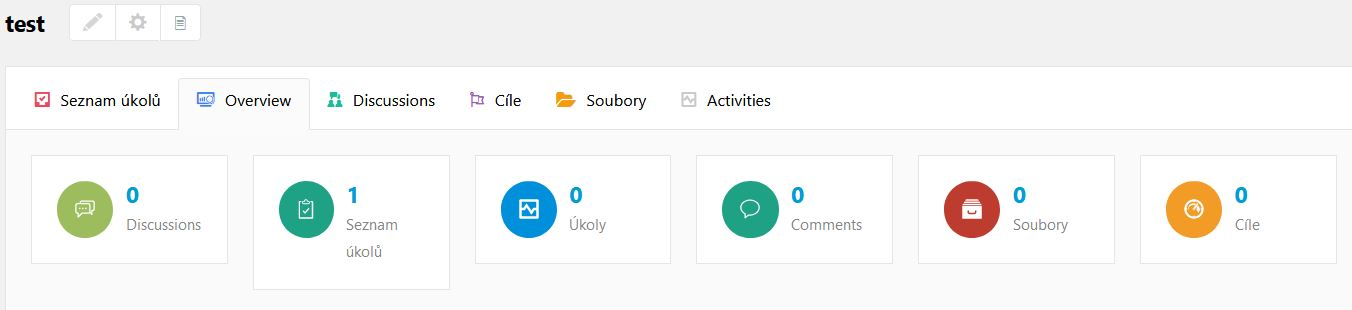 test
Seznam úkolů Overview Discussions Cíle Soubory Activities
0 1 0 0 0 0
Discussions Seznam Úkoly Comments Soubory Cíle
úkolů